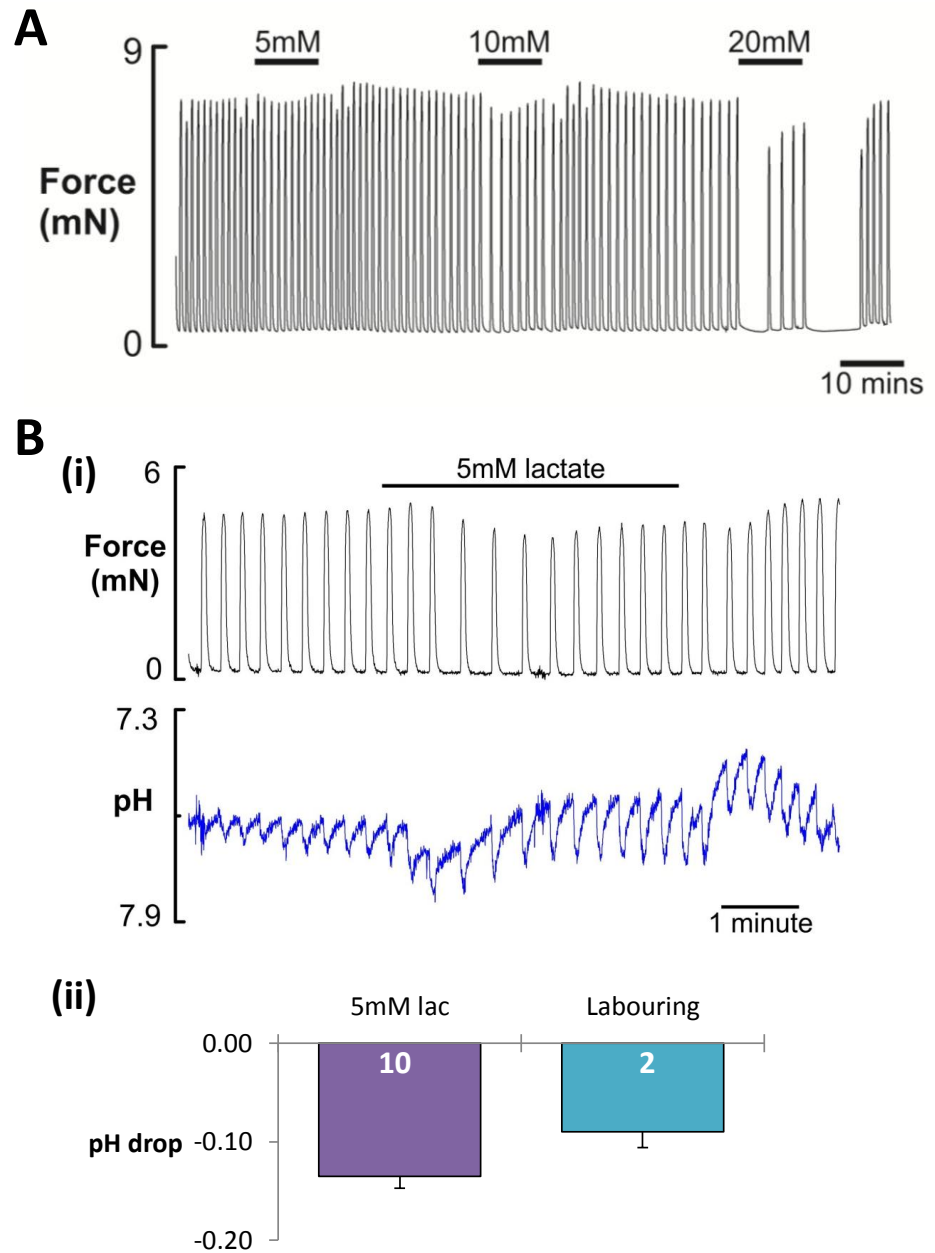 A
9
5mM 10mM 20mM
Force
(mN)
0
10 mins
B
(i)
6
5mM lactate
Force
(mN)
0
7.3
pH
7.9
1 minute
(ii)
5mM lac Labouring
0.00
10 2
pH drop -0.10
-0.20